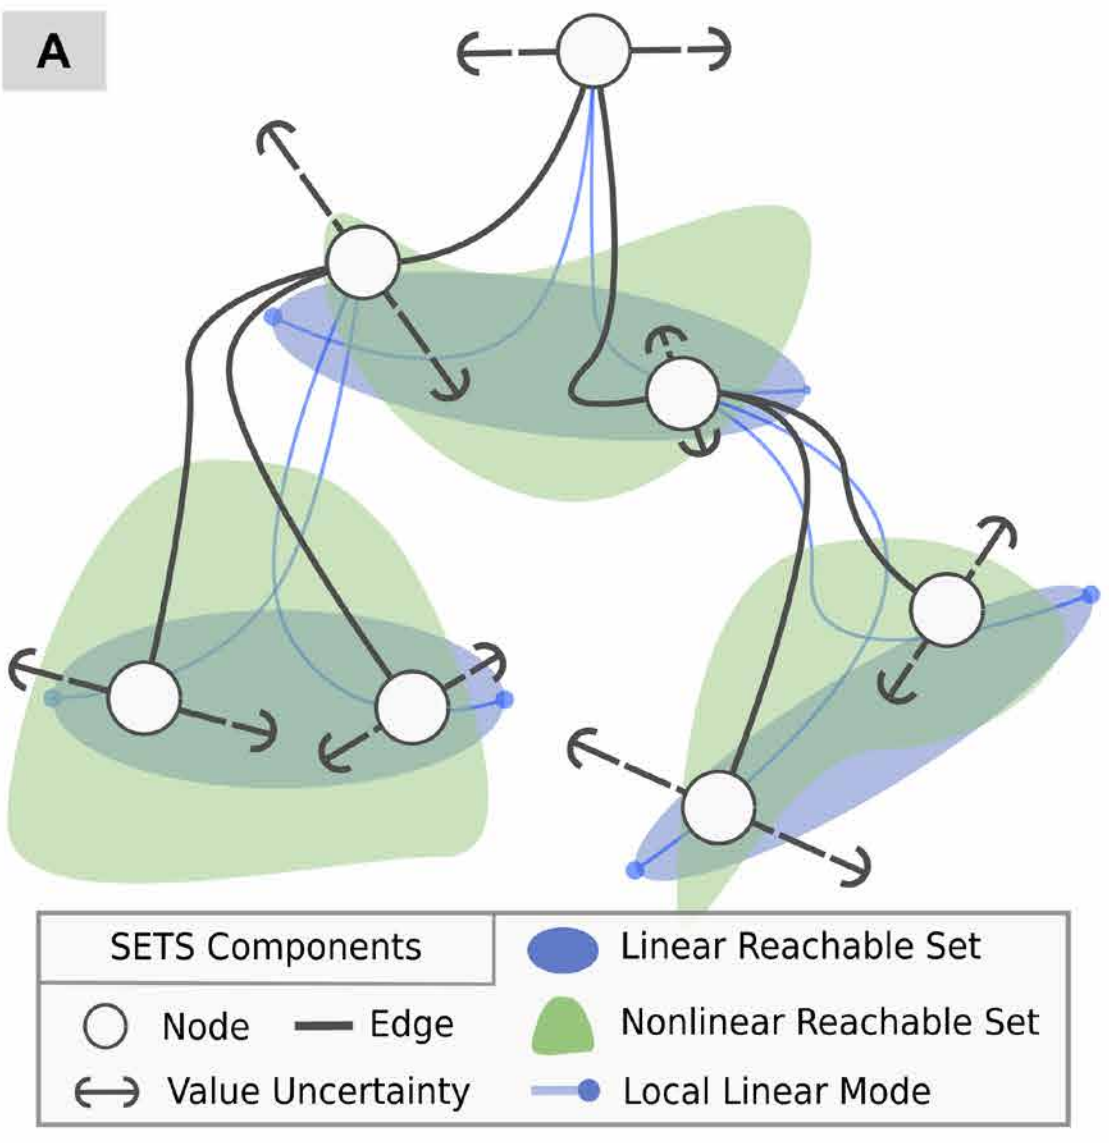 A
SETS Components
Linear Reachable Set
Node
Edge
Nonlinear Reachable Set
Value Uncertainty
Local Linear Mode